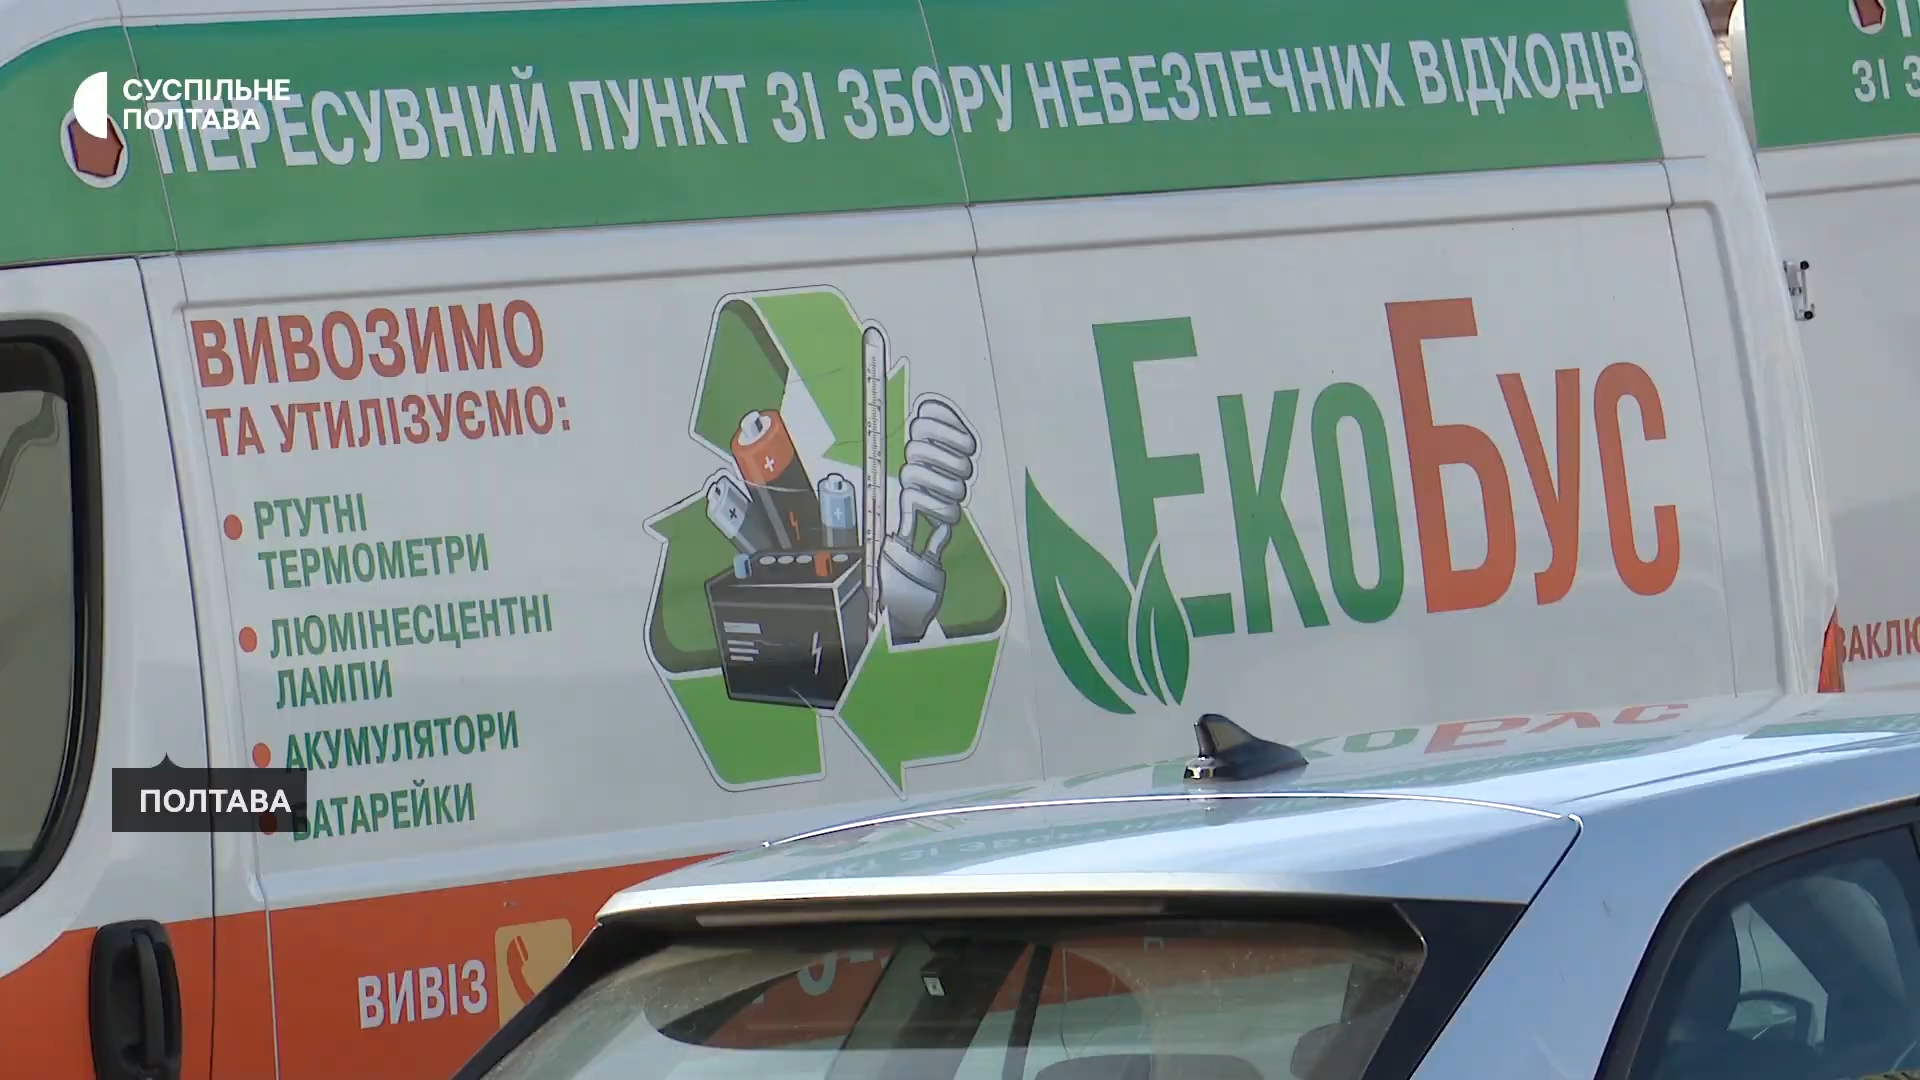 СУСПІЛЬНЕ
ПОЛТАВА
ПЕРЕСУВНИЙ ПУНКТ ЗІ ЗБОРУ НЕБЕЗПЕЧНИХ ВІДХОДІВ
ВИВОЗИМО
ТА УТИЛІЗУЄМО:
• РТУТНІ
ТЕРМОМЕТРИ
• ЛЮМІНЕСЦЕНТНІ
ЛАМПИ
• АКУМУЛЯТОРИ
• БАТАРЕЙКИ
ЕКОБУС
ПОЛТАВА
ВИВІЗ